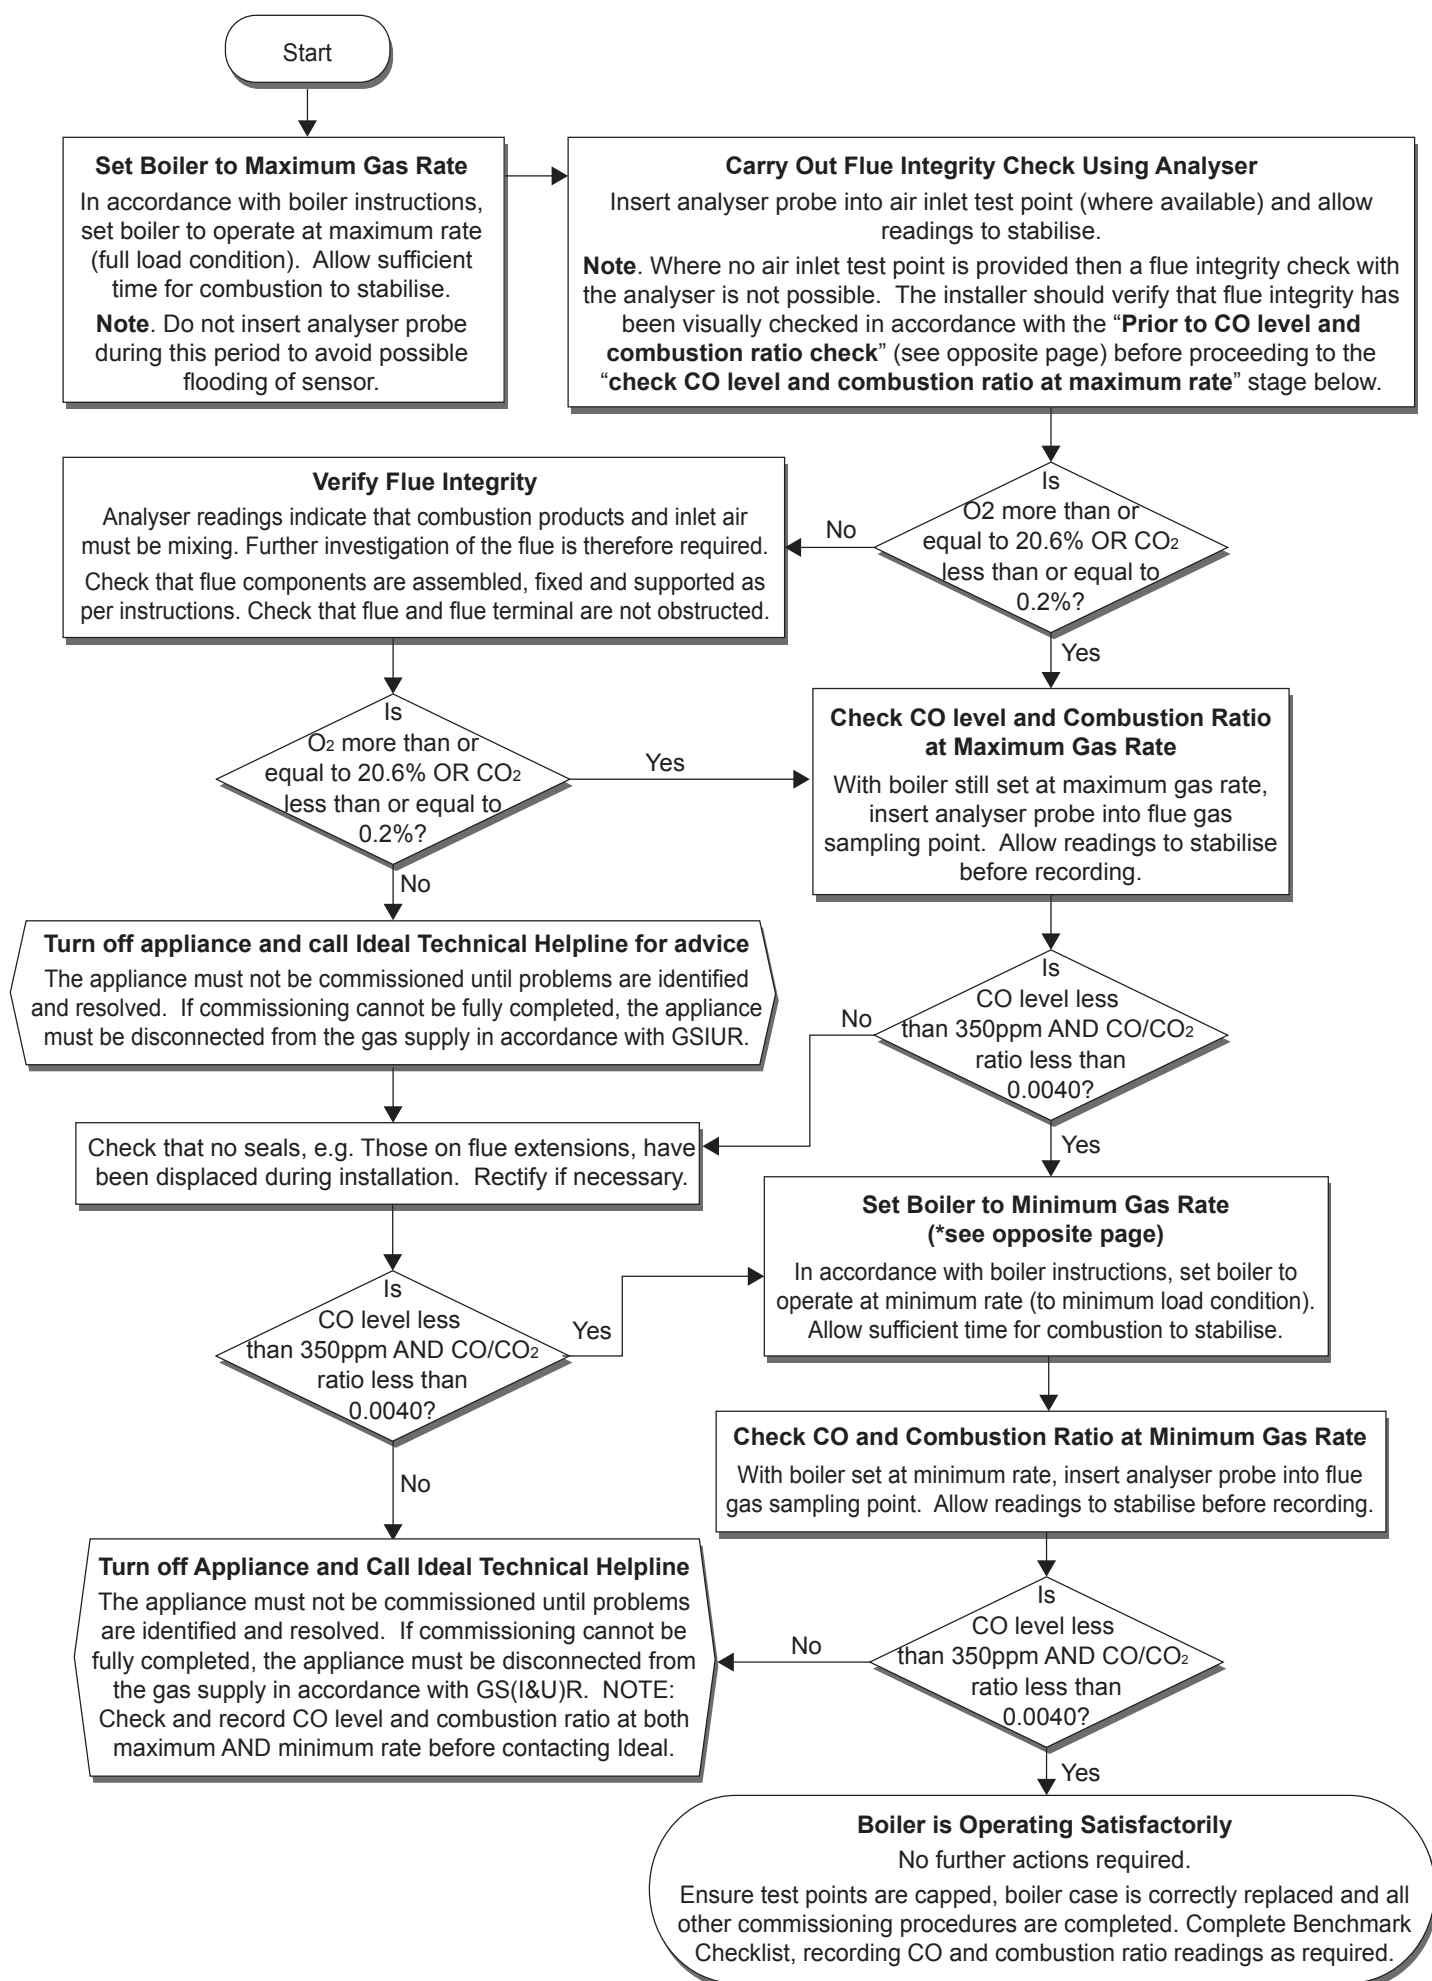 Start
Set Boiler to Maximum Gas Rate
In accordance with boiler instructions,
set boiler to operate at maximum rate
(full load condition).  Allow sufficient
time for combustion to stabilise.
Note. Do not insert analyser probe
during this period to avoid possible
flooding of sensor.
Carry Out Flue Integrity Check Using Analyser
Insert analyser probe into air inlet test point (where available) and allow
readings to stabilise.
Note. Where no air inlet test point is provided then a flue integrity check with
the analyser is not possible.  The installer should verify that flue integrity has
been visually checked in accordance with the “Prior to CO level and
combustion ratio check” (see opposite page) before proceeding to the
“check CO level and combustion ratio at maximum rate” stage below.
Is
O2 more than or
equal to 20.6% OR CO2
less than or equal to
0.2%?
No
Yes
Verify Flue Integrity
Analyser readings indicate that combustion products and inlet air
must be mixing. Further investigation of the flue is therefore required.
Check that flue components are assembled, fixed and supported as
per instructions. Check that flue and flue terminal are not obstructed.
Is
O2 more than or
equal to 20.6% OR CO2
less than or equal to
0.2%?
Yes
No
Check CO level and Combustion Ratio
at Maximum Gas Rate
With boiler still set at maximum gas rate,
insert analyser probe into flue gas
sampling point.  Allow readings to stabilise
before recording.
Turn off appliance and call Ideal Technical Helpline for advice
The appliance must not be commissioned until problems are identified
and resolved.  If commissioning cannot be fully completed, the appliance
must be disconnected from the gas supply in accordance with GSIUR.
Is
CO level less
than 350ppm AND CO/CO2
ratio less than
0.0040?
No
Yes
Check that no seals, e.g. Those on flue extensions, have
been displaced during installation.  Rectify if necessary.
Is
CO level less
than 350ppm AND CO/CO2
ratio less than
0.0040?
Yes
No
Set Boiler to Minimum Gas Rate
(*see opposite page)
In accordance with boiler instructions, set boiler to
operate at minimum rate (to minimum load condition).
Allow sufficient time for combustion to stabilise.
Check CO and Combustion Ratio at Minimum Gas Rate
With boiler set at minimum rate, insert analyser probe into flue
gas sampling point.  Allow readings to stabilise before recording.
Turn off Appliance and Call Ideal Technical Helpline
The appliance must not be commissioned until problems
are identified and resolved.  If commissioning cannot be
fully completed, the appliance must be disconnected from
the gas supply in accordance with GS(I&U)R.  NOTE:
Check and record CO level and combustion ratio at both
maximum AND minimum rate before contacting Ideal.
Is
CO level less
than 350ppm AND CO/CO2
ratio less than
0.0040?
No
Yes
Boiler is Operating Satisfactorily
No further actions required.
Ensure test points are capped, boiler case is correctly replaced and all
other commissioning procedures are completed. Complete Benchmark
Checklist, recording CO and combustion ratio readings as required.